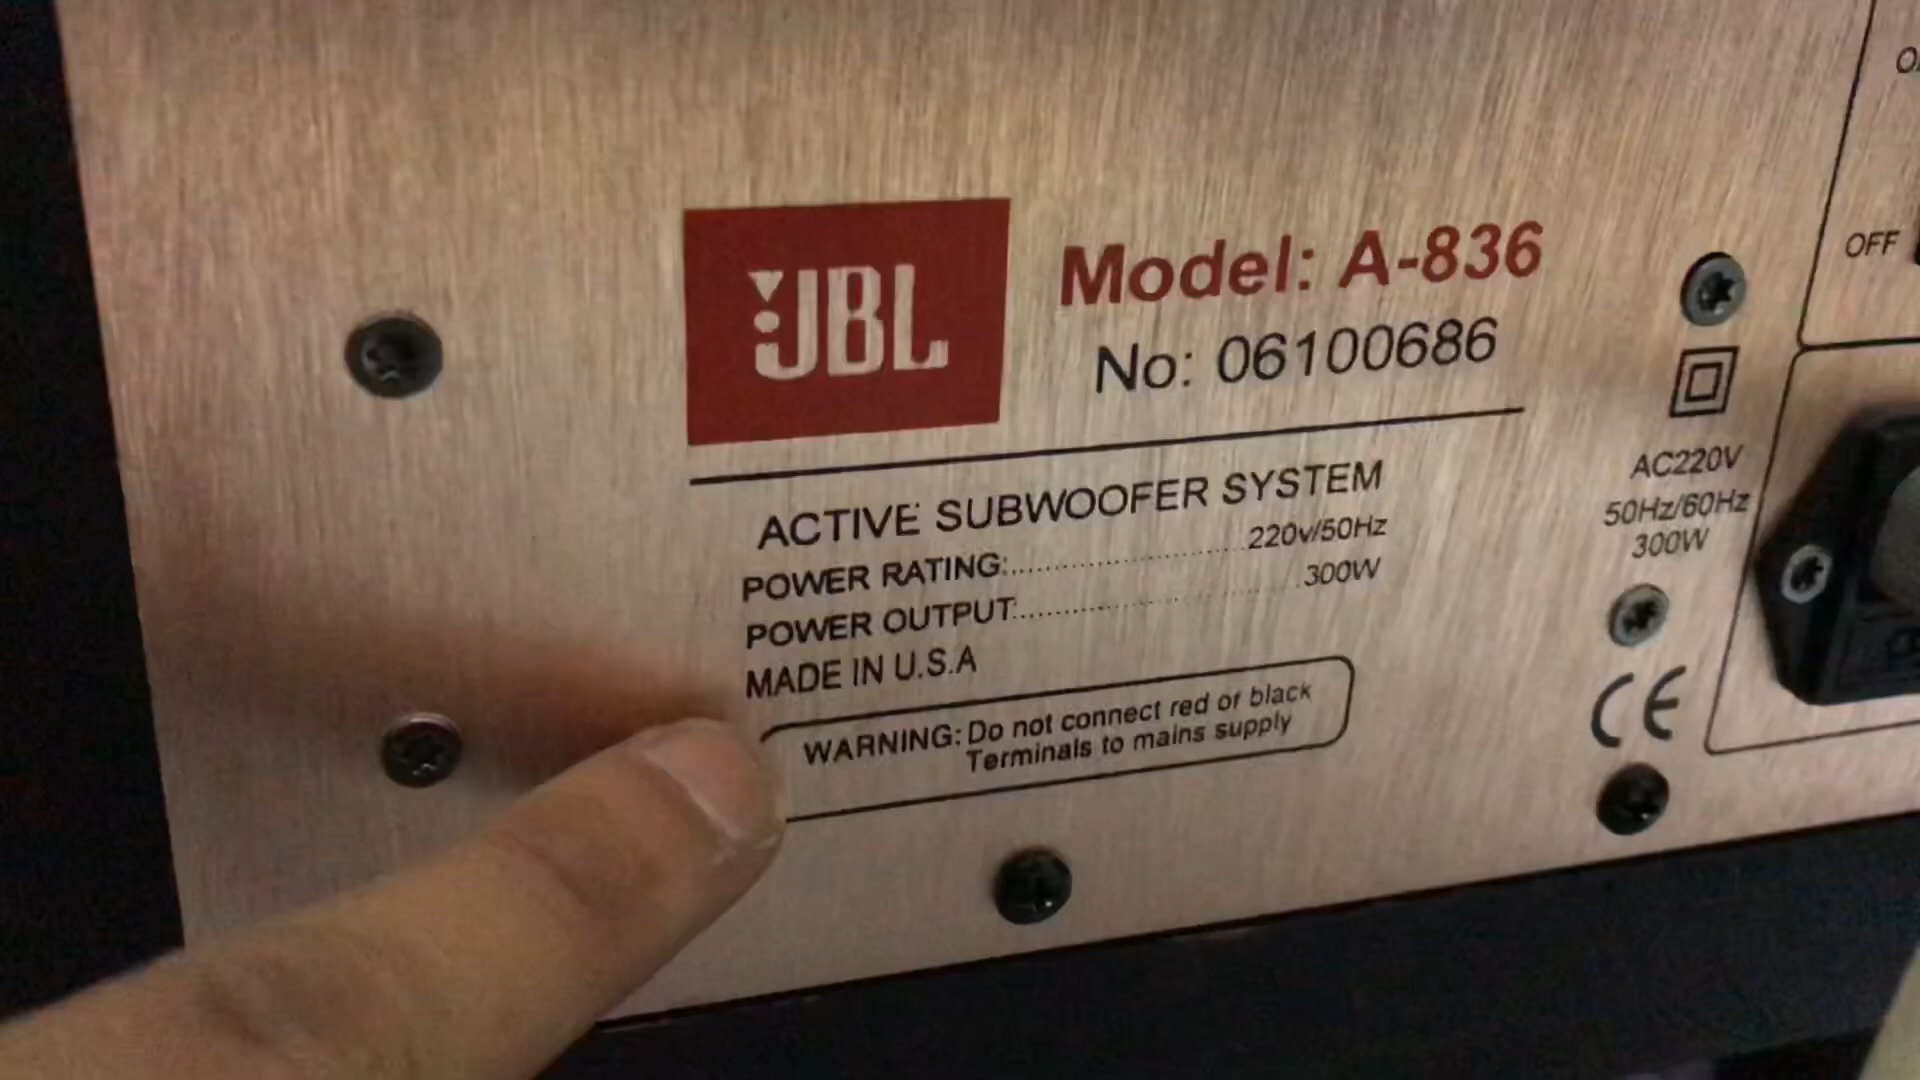 JBL
Model: A-836
No: 06100686
ACTIVE SUBWOOFER SYSTEM
POWER RATING:..................220v/50Hz
POWER OUTPUT:..................300W
MADE IN U.S.A
WARNING: Do not connect red or black
Terminals to mains supply
OFF
AC220V
50Hz/60Hz
300W
CE